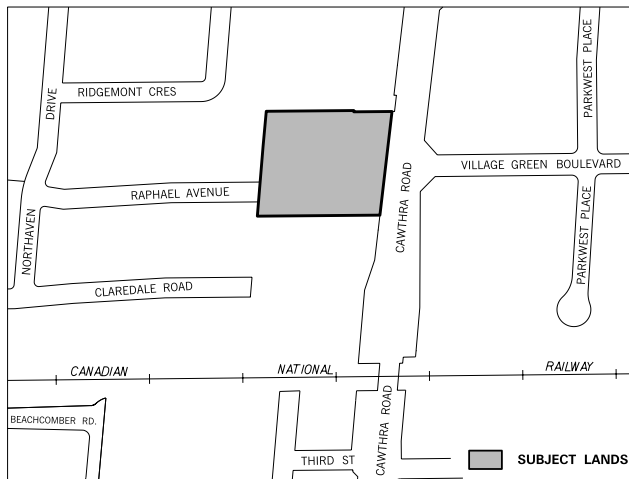 PARKWEST PLACE
DRIVE
RIDGEMONT CRES
VILLAGE GREEN BOULEVARD
RAPHAEL AVENUE
CAWTHRA ROAD
NORTHAVEN
PARKWEST PLACE
CLAREDALE ROAD
CANADIAN
NATIONAL
RAILWAY
BEACHCOMBER RD.
CAWTHRA ROAD
THIRD ST
SUBJECT LANDS